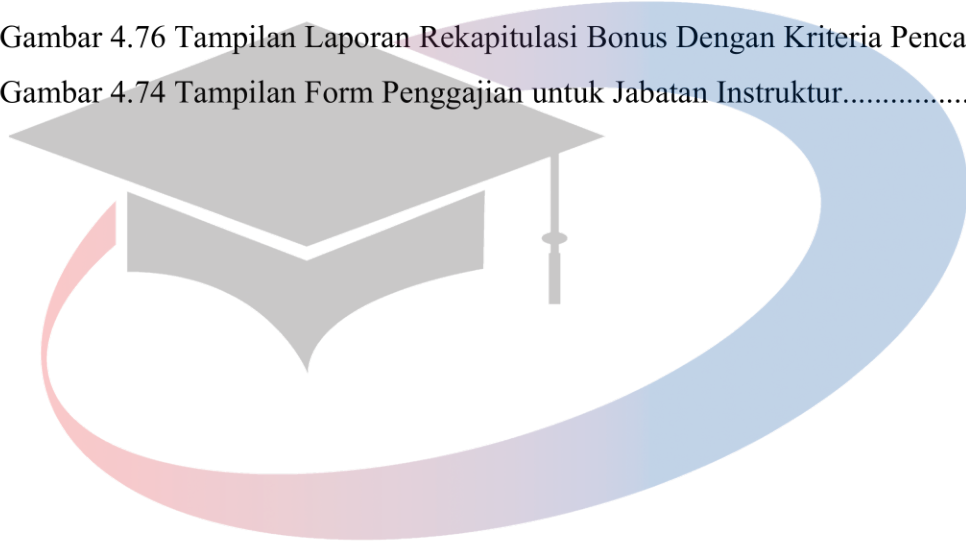 Gambar 4.76 Tampilan Laporan Rekapitulasi Bonus Dengan Kriteria Penca
Gambar 4.74 Tampilan Form Penggajian untuk Jabatan Instruktur................